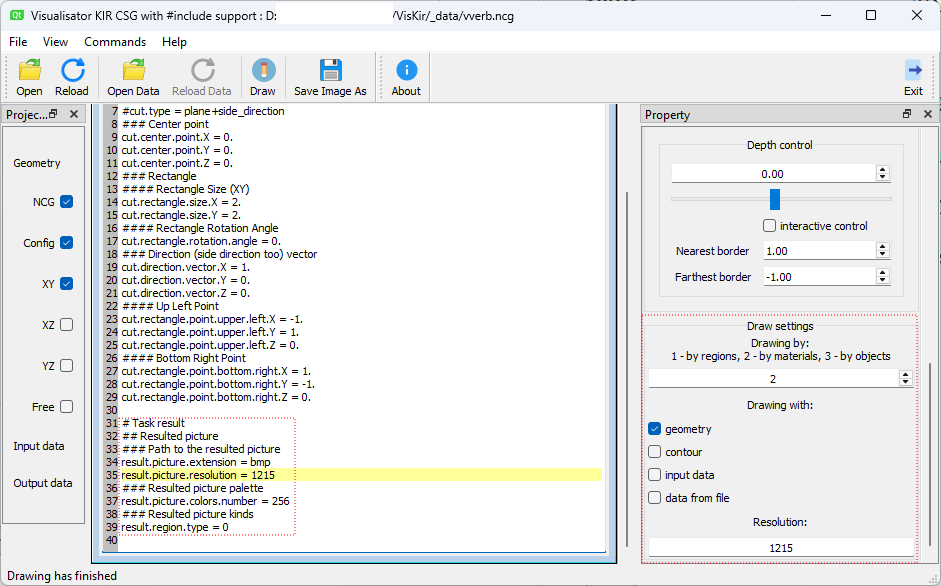 Visualisator KIR CSG with #include support : D: /VisKir/_data/vverb.ncg
File View Commands Help
Open Reload Open Data Reload Data Draw Save Image As About Exit
Projec...
Geometry
NCG
Config
XY
XZ
YZ
Free
Input data
Output data
7 #cut.type = plane+side_direction
8 ### Center point
9 cut.center.point.X = 0.
10 cut.center.point.Y = 0.
11 cut.center.point.Z = 0.
12 ### Rectangle
13 #### Rectangle Size (XY)
14 cut.rectangle.size.X = 2.
15 cut.rectangle.size.Y = 2.
16 #### Rectangle Rotation Angle
17 cut.rectangle.rotation.angle = 0.
18 ### Direction (side direction too) vector
19 cut.direction.vector.X = 1.
20 cut.direction.vector.Y = 0.
21 cut.direction.vector.Z = 0.
22 #### Up Left Point
23 cut.rectangle.point.upper.left.X = -1.
24 cut.rectangle.point.upper.left.Y = 1.
25 cut.rectangle.point.upper.left.Z = 0.
26 #### Bottom Right Point
27 cut.rectangle.point.bottom.right.X = 1.
28 cut.rectangle.point.bottom.right.Y = -1.
29 cut.rectangle.point.bottom.right.Z = 0.
30
31 # Task result
32 ## Resulted picture
33 ### Path to the resulted picture
34 result.picture.extension = bmp
35 result.picture.resolution = 1215
36 ### Resulted picture palette
37 result.picture.colors.number = 256
38 ### Resulted picture kinds
39 result.region.type = 0
40
Property
Depth control
0.00
interactive control
Nearest border 1.00
Farthest border -1.00
Draw settings
Drawing by:
1 - by regions, 2 - by materials, 3 - by objects
2
Drawing with:
geometry
contour
input data
data from file
Resolution:
1215
Drawing has finished